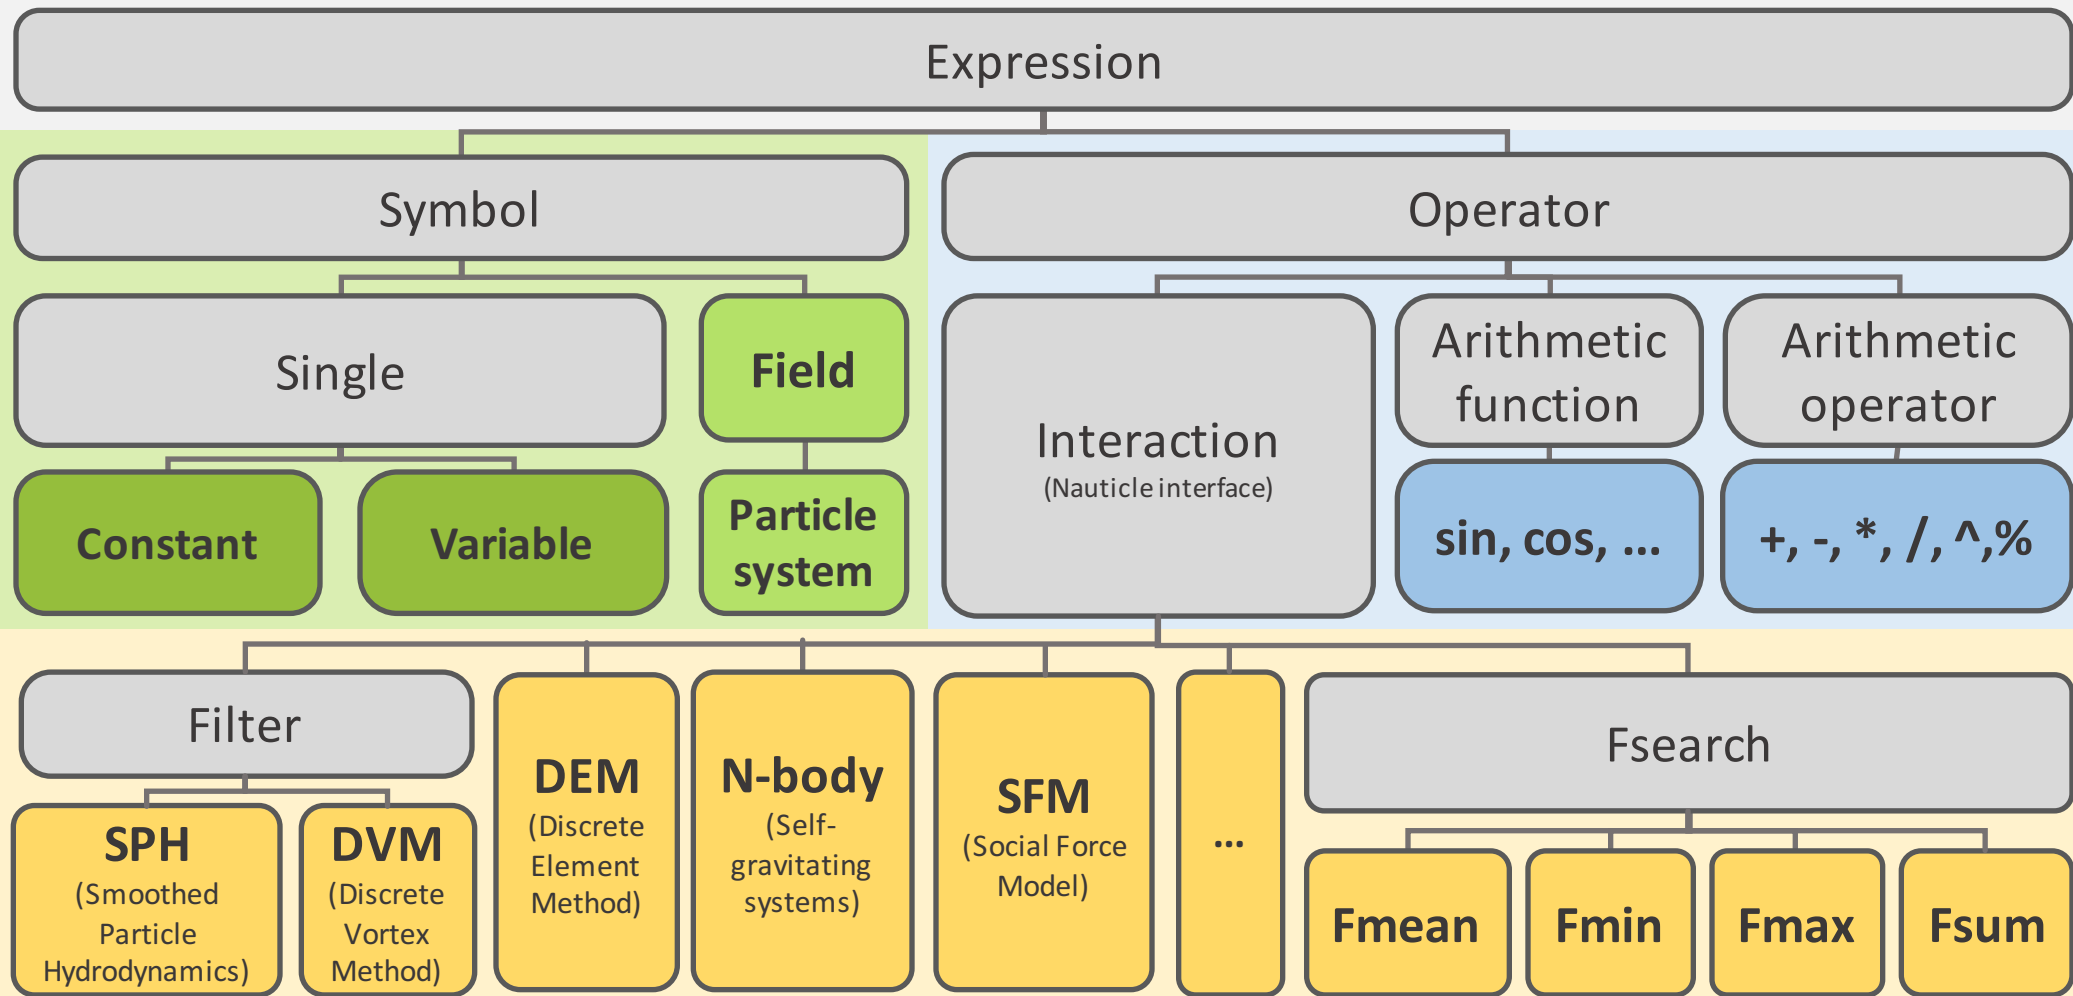 Expression
Symbol
Operator
Single
Field
Interaction
(Nauticle interface)
Arithmetic
function
Arithmetic
operator
Constant
Variable
Particle
system
sin, cos, ...
+, -, *, /, ^,%
Filter
DEM
(Discrete
Element
Method)
N-body
(Self-
gravitating
systems)
SFM
(Social Force
Model)
...
Fsearch
SPH
(Smoothed
Particle
Hydrodynamics)
DVM
(Discrete
Vortex
Method)
Fmean
Fmin
Fmax
Fsum